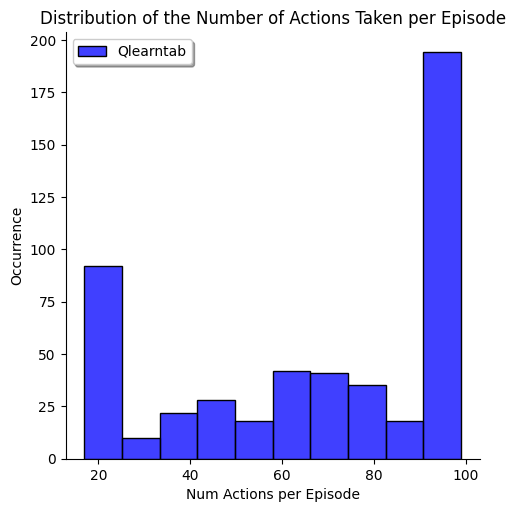 Distribution of the Number of Actions Taken per Episode
Qlearntab
200
175
150
125
100
75
50
25
0
Occurrence
20 40 60 80 100
Num Actions per Episode